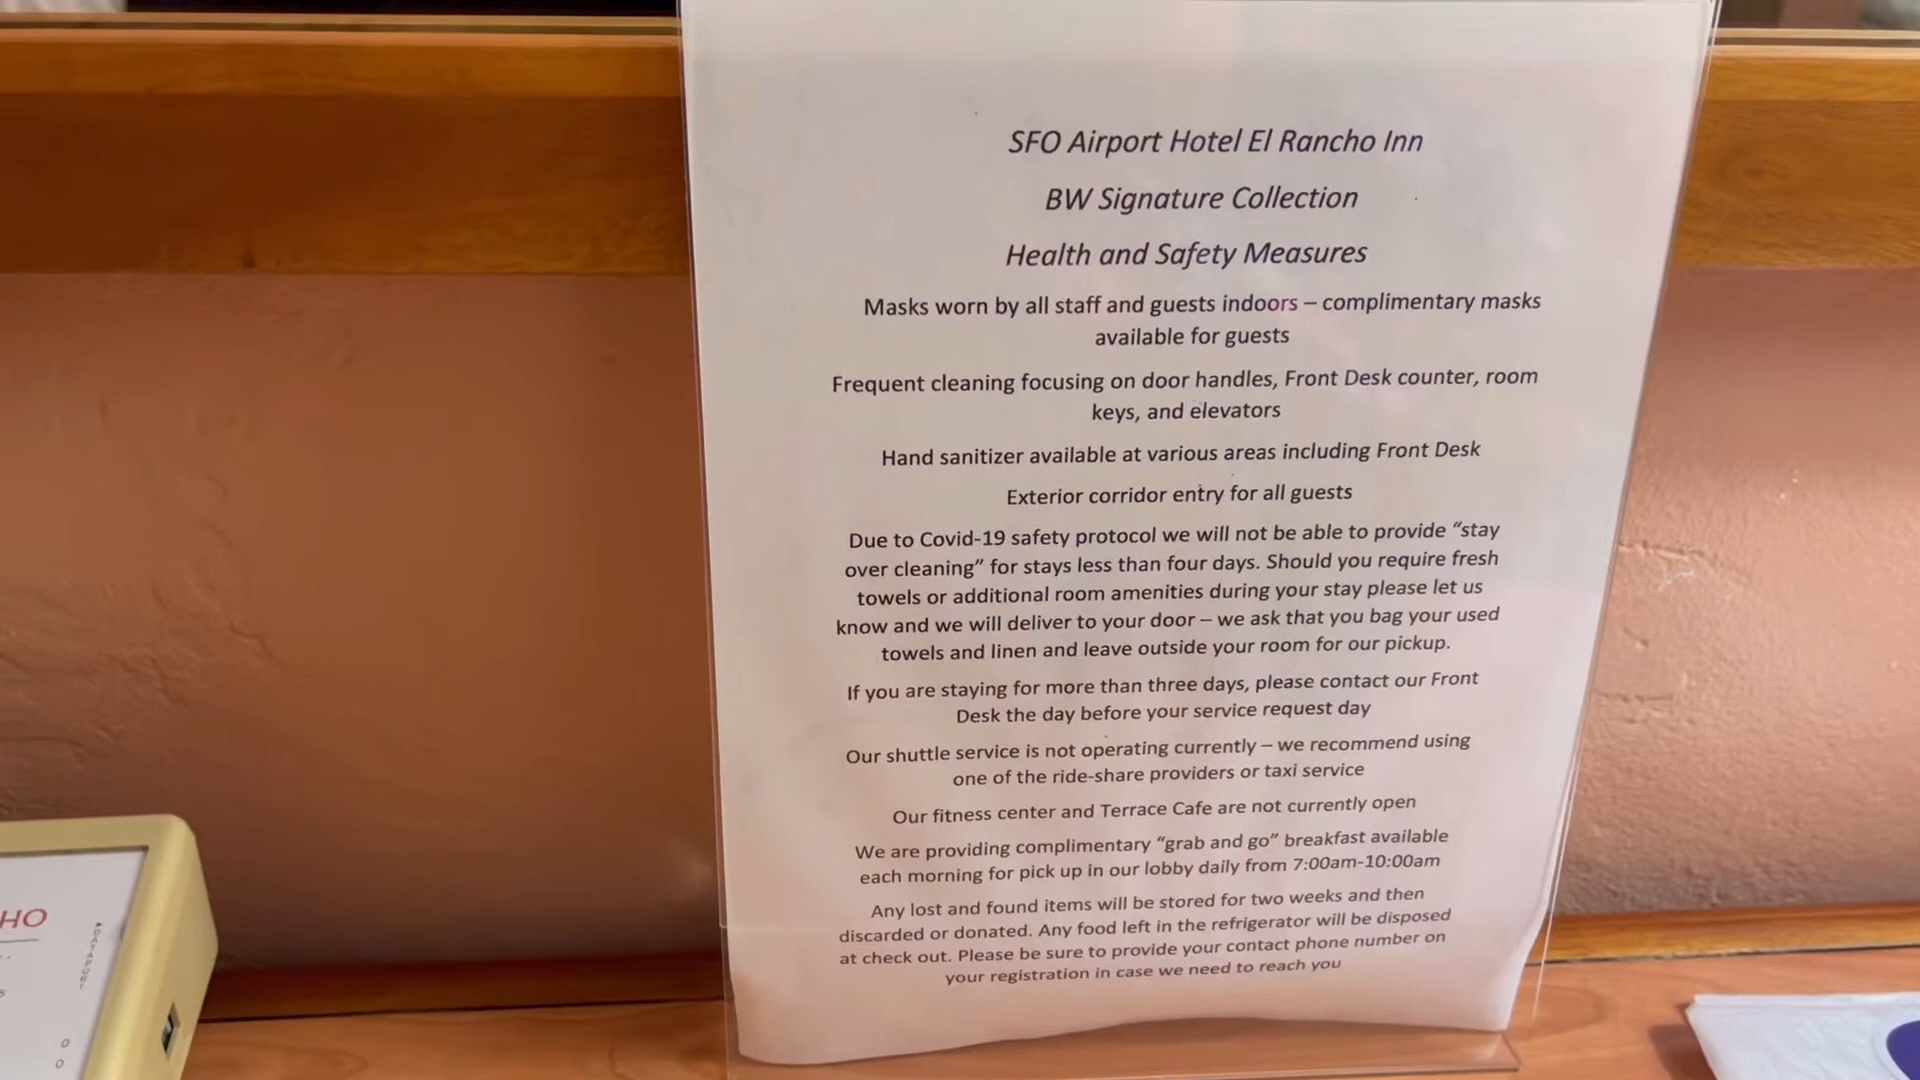 SFO Airport Hotel El Rancho Inn
BW Signature Collection
Health and Safety Measures
Masks worn by all staff and guests indoors – complimentary masks
available for guests
Frequent cleaning focusing on door handles, Front Desk counter, room
keys, and elevators
Hand sanitizer available at various areas including Front Desk
Exterior corridor entry for all guests
Due to Covid-19 safety protocol we will not be able to provide “stay
over cleaning” for stays less than four days. Should you require fresh
towels or additional room amenities during your stay please let us
know and we will deliver to your door – we ask that you bag your used
towels and linen and leave outside your room for our pickup.
If you are staying for more than three days, please contact our Front
Desk the day before your service request day
Our shuttle service is not operating currently – we recommend using
one of the ride-share providers or taxi service
Our fitness center and Terrace Cafe are not currently open
We are providing complimentary “grab and go” breakfast available
each morning for pick up in our lobby daily from 7:00am-10:00am
Any lost and found items will be stored for two weeks and then
discarded or donated. Any food left in the refrigerator will be disposed
at check out. Please be sure to provide your contact phone number on
your registration in case we need to reach you
HO
DATAPORT